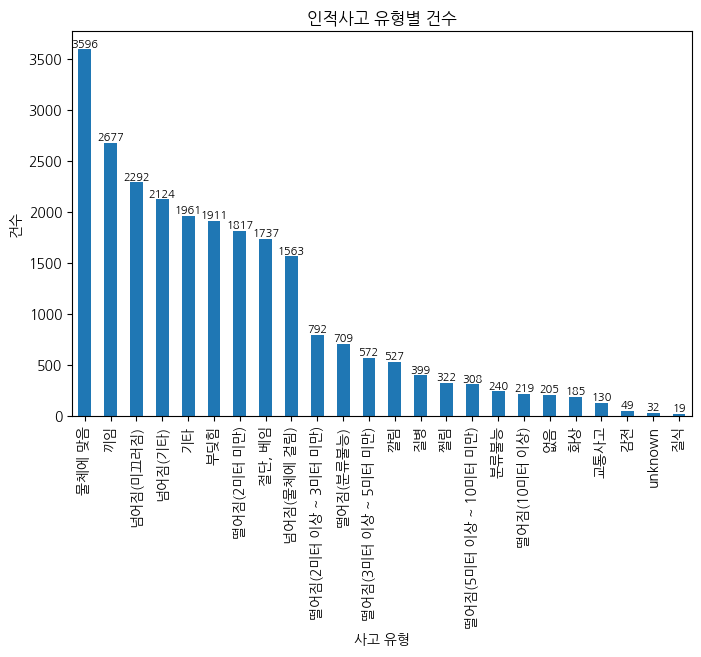 인적사고 유형별 건수
건수
3500
3000
2500
2000
1500
1000
500
0
3596
2677
2292
2124
1961
1911
1817
1737
1563
792
709
572
527
399
322
308
240
219
205
185
130
49
32
19
물체에 맞음
끼임
넘어짐(미끄러짐)
넘어짐(기타)
기타
부딪힘
떨어짐(2미터 미만)
절단, 베임
넘어짐(물체에 걸림)
떨어짐(2미터 이상 ~ 3미터 미만)
떨어짐(분류불능)
떨어짐(3미터 이상 ~ 5미터 미만)
깔림
질병
찔림
떨어짐(5미터 이상 ~ 10미터 미만)
분류불능
떨어짐(10미터 이상)
없음
화상
교통사고
감전
unknown
질식
사고 유형